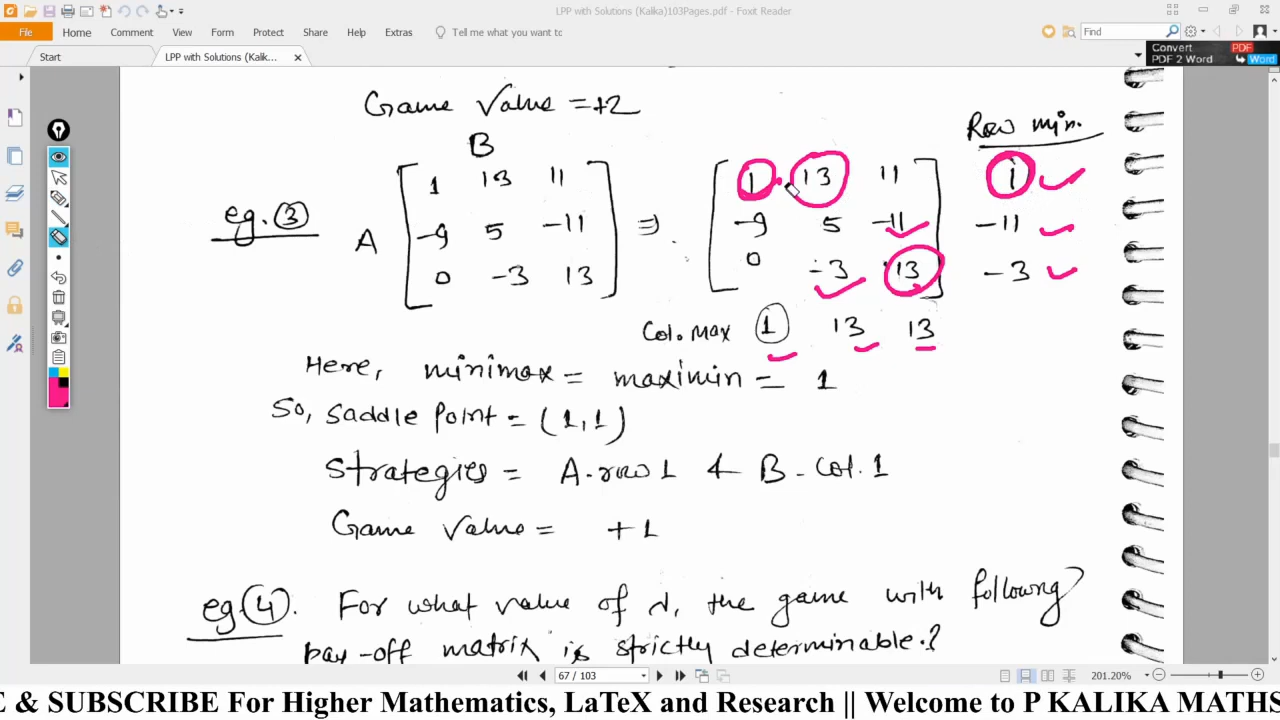 LPP with Solutions (Kalika)103Pages.pdf - Foxit Reader
File Home Comment View Form Protect Share Help Extras Tell me what you want to Find
Start LPP with Solutions (Kalik... ×
Convert PDF
PDF 2 Word Word
Game Value = +2
B Row min.
1 13 11 1 13 11 1
eg. (3) A -9 5 -11 ⇒ -9 5 -11 -11
0 -3 13 0 -3 13 -3
Col. Max 1 13 13
Here, minimax = maximin = 1
So, Saddle Point = (1,1)
Strategies = A-row 1 & B-col. 1
Game Value = +1
eg (4). For what value of λ, the game with following
pay-off matrix is strictly determinable.?
67 / 103 201.20%
E & SUBSCRIBE For Higher Mathematics, LaTeX and Research || Welcome to P KALIKA MATHS